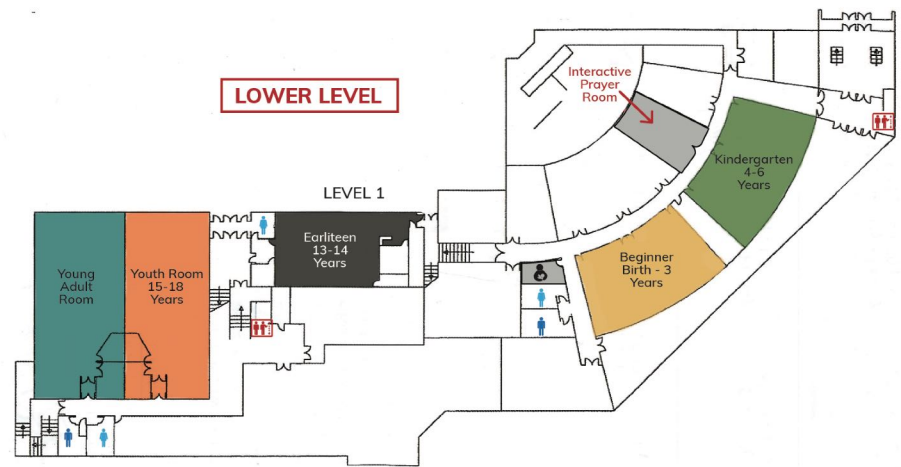 LOWER LEVEL
Interactive
Prayer
Room
Kindergarten
4-6
Years
LEVEL 1
Earliteen
13-14
Years
Young
Adult
Room
Youth Room
15-18
Years
Beginner
Birth - 3
Years